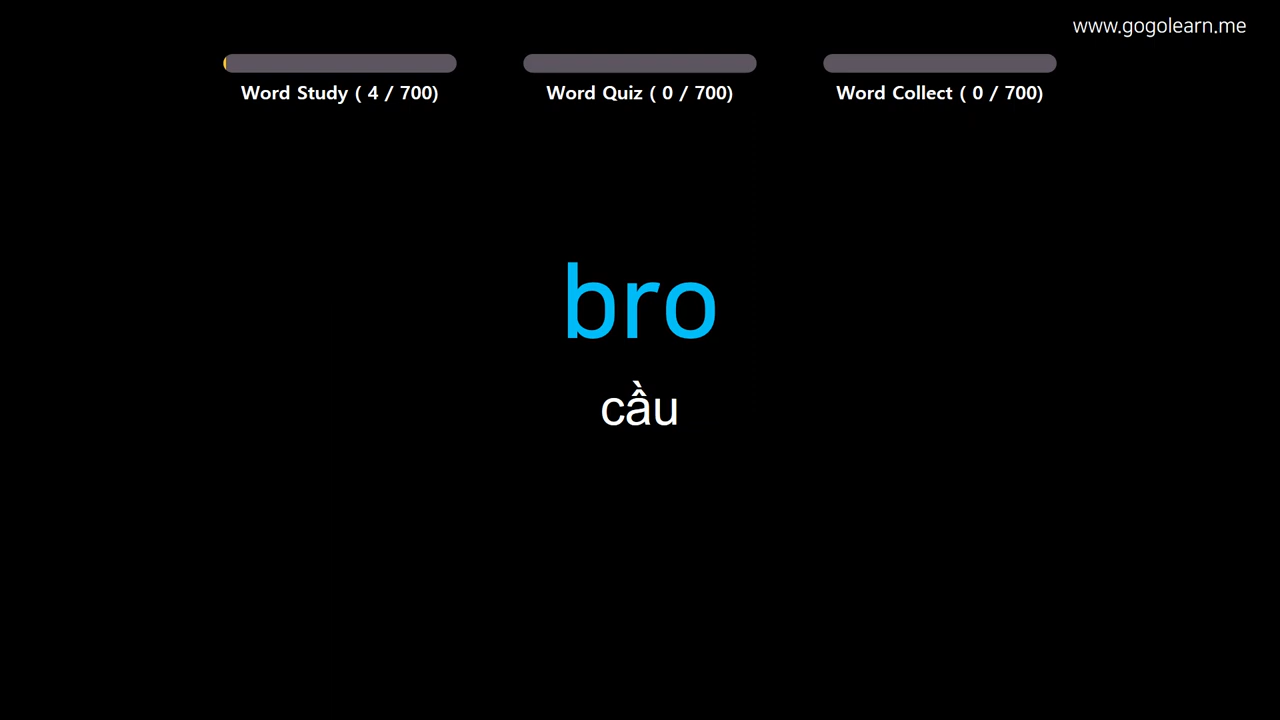 www.gogolearn.me
Word Study ( 4 / 700)
Word Quiz ( 0 / 700)
Word Collect ( 0 / 700)
bro
cầu